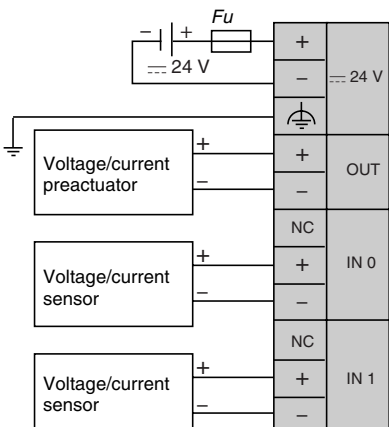 Fu
− +
⎓ 24 V
+
−
⎓ 24 V
Voltage/current
preactuator
+
−
+
−
OUT
NC
Voltage/current
sensor
+
−
+
−
IN 0
NC
Voltage/current
sensor
+
−
+
−
IN 1